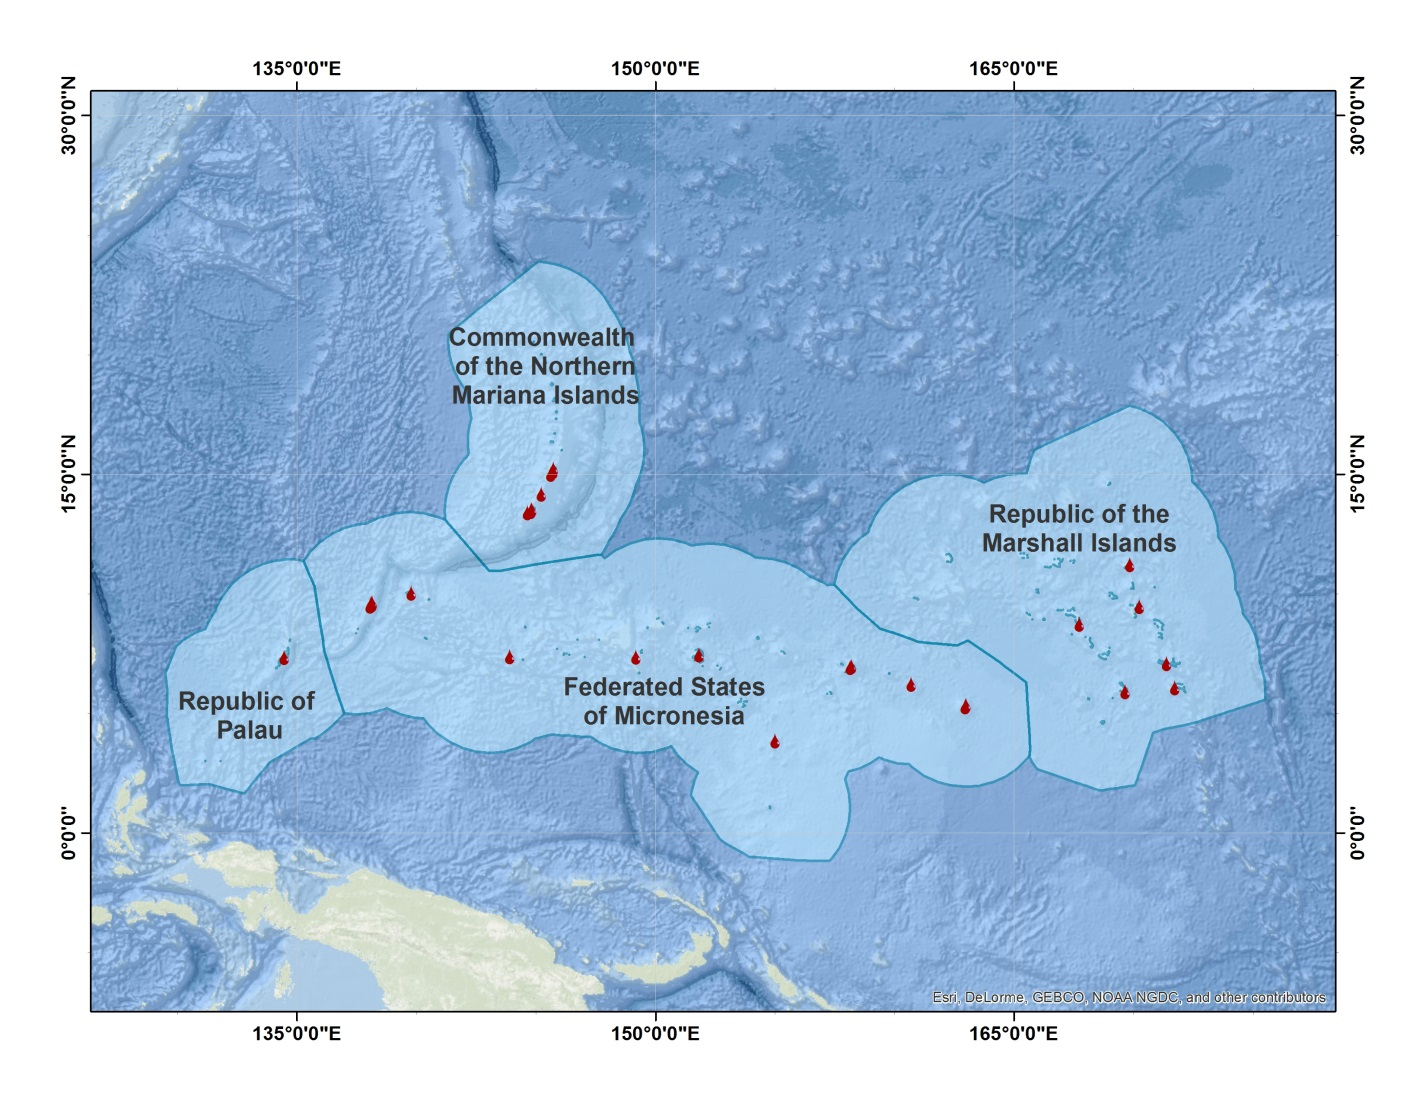 135°0'0"E
150°0'0"E
165°0'0"E
30°0'0"N
30°0'0"N
Commonwealth
of the Northern
Mariana Islands
15°0'0"N
15°0'0"N
Republic of the
Marshall Islands
Republic of
Palau
Federated States
of Micronesia
0°0'0"
0°0'0"
Esri, DeLorme, GEBCO, NOAA NGDC, and other contributors
135°0'0"E
150°0'0"E
165°0'0"E